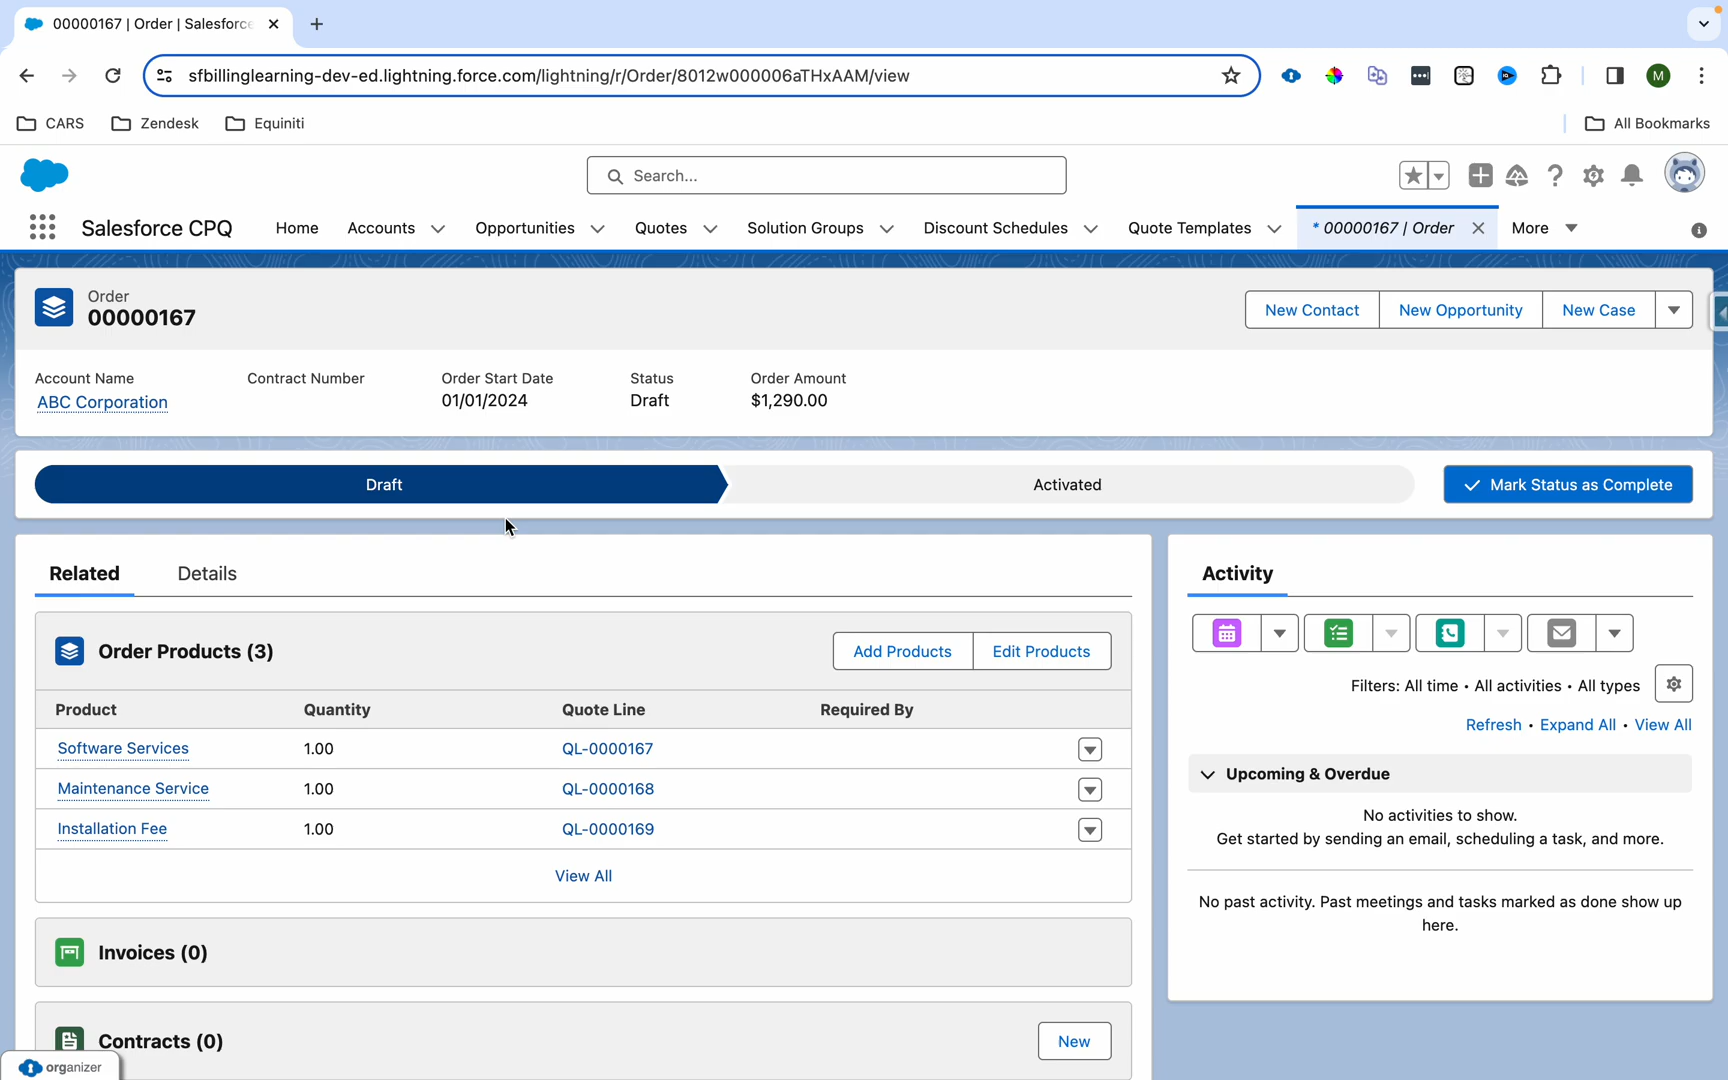 00000167 | Order | Salesforce
sfbillinglearning-dev-ed.lightning.force.com/lightning/r/Order/8012w000006aTHxAAM/view
M
CARS Zendesk Equiniti All Bookmarks
Search...
Salesforce CPQ Home Accounts Opportunities Quotes Solution Groups Discount Schedules Quote Templates * 00000167 | Order More
Order
00000167
New Contact New Opportunity New Case
Account Name Contract Number Order Start Date Status Order Amount
ABC Corporation 01/01/2024 Draft $1,290.00
Draft Activated Mark Status as Complete
Related Details
Order Products (3) Add Products Edit Products
Product Quantity Quote Line Required By
Software Services 1.00 QL-0000167
Maintenance Service 1.00 QL-0000168
Installation Fee 1.00 QL-0000169
View All
Invoices (0)
Contracts (0) New
organizer
Activity
Filters: All time • All activities • All types
Refresh • Expand All • View All
Upcoming & Overdue
No activities to show.
Get started by sending an email, scheduling a task, and more.
No past activity. Past meetings and tasks marked as done show up
here.